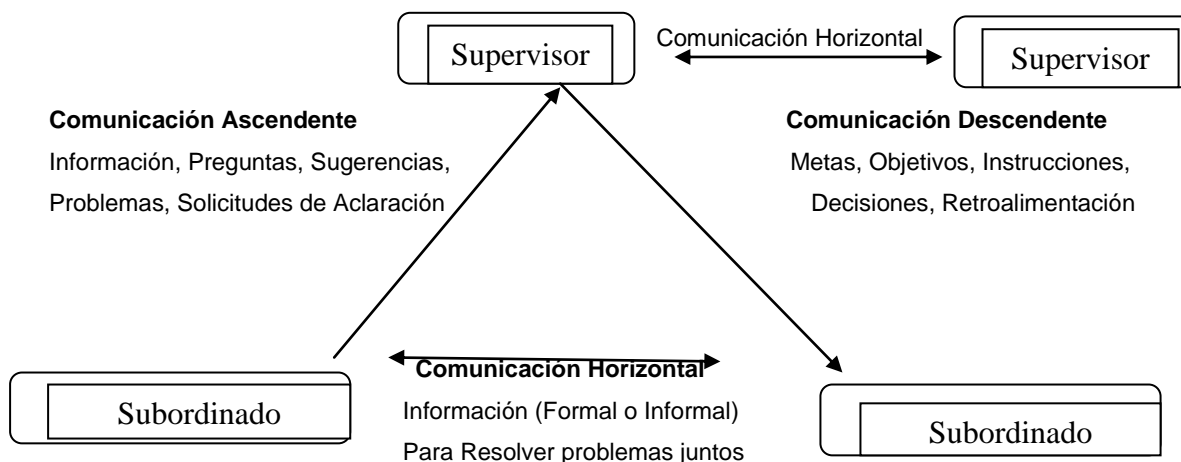 Supervisor
Comunicación Horizontal
Supervisor
Comunicación Ascendente
Información, Preguntas, Sugerencias,
Problemas, Solicitudes de Aclaración
Comunicación Descendente
Metas, Objetivos, Instrucciones,
Decisiones, Retroalimentación
Subordinado
Comunicación Horizontal
Información (Formal o Informal)
Para Resolver problemas juntos
Subordinado